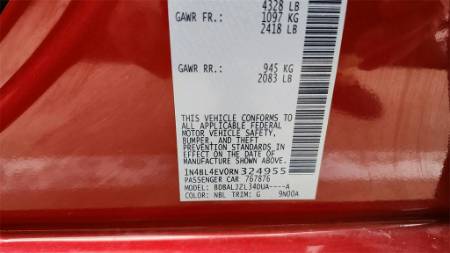 4328 LB
GAWR FR.: 1097 KG
2418 LB
GAWR RR.: 945 KG
2083 LB
THIS VEHICLE CONFORMS TO
ALL APPLICABLE FEDERAL
MOTOR VEHICLE SAFETY,
BUMPER, AND THEFT
PREVENTION STANDARDS IN
EFFECT ON THE DATE OF
MANUFACTURE SHOWN ABOVE.
1N4BL4EV0RN324955
PASSENGER CAR 767876
MODEL: BDBALJZL34DUA----A
COLOR: NBL TRIM: G 9N00A